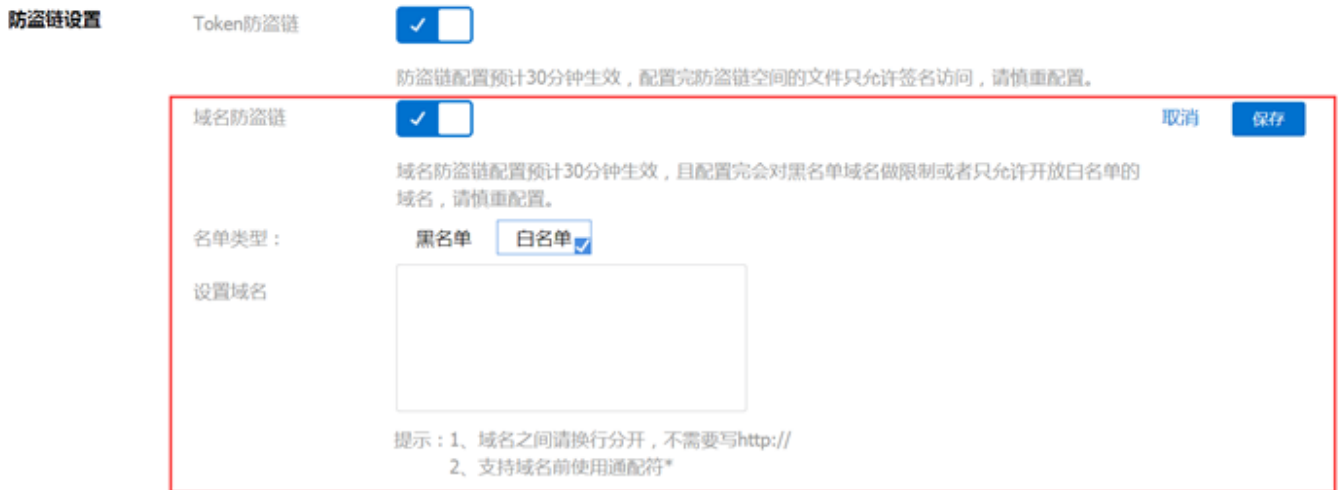 防盗链设置 Token防盗链
防盗链配置预计30分钟生效，配置完防盗链空间的文件只允许签名访问，请慎重配置。
域名防盗链 取消 保存
域名防盗链配置预计30分钟生效，且配置完会对黑名单域名做限制或者只允许开放白名单的
域名，请慎重配置。
名单类型： 黑名单 白名单
设置域名
提示：1、域名之间请换行分开，不需要写http://
2、支持域名前使用通配符*